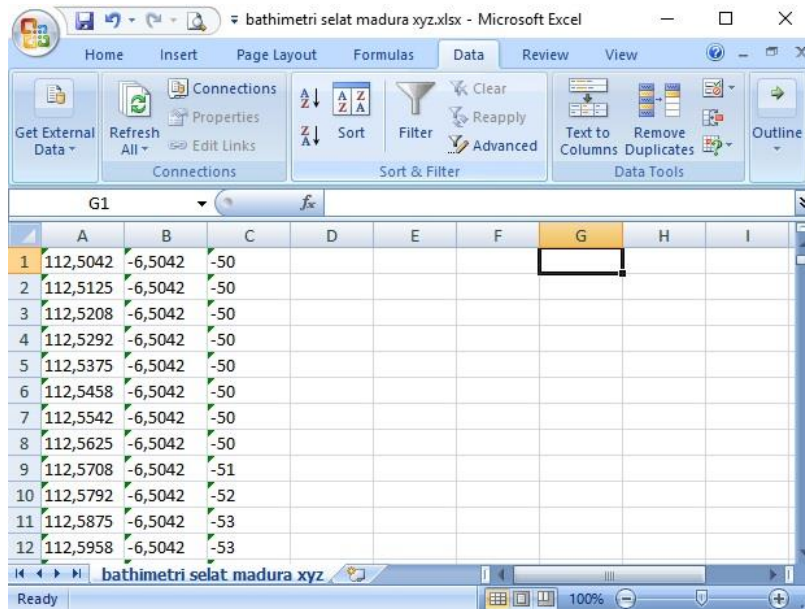 bathimetri selat madura xyz.xlsx - Microsoft Excel
Home Insert Page Layout Formulas Data Review View
Get External Data
Refresh All
Connections
Properties
Edit Links
Connections
Sort
Filter
Clear
Reapply
Advanced
Sort & Filter
Text to Columns
Remove Duplicates
Data Tools
Outline
G1 fx
A B C D E F G H I
1 112,5042 -6,5042 -50
2 112,5125 -6,5042 -50
3 112,5208 -6,5042 -50
4 112,5292 -6,5042 -50
5 112,5375 -6,5042 -50
6 112,5458 -6,5042 -50
7 112,5542 -6,5042 -50
8 112,5625 -6,5042 -50
9 112,5708 -6,5042 -51
10 112,5792 -6,5042 -52
11 112,5875 -6,5042 -53
12 112,5958 -6,5042 -53
bathimetri selat madura xyz
Ready 100%